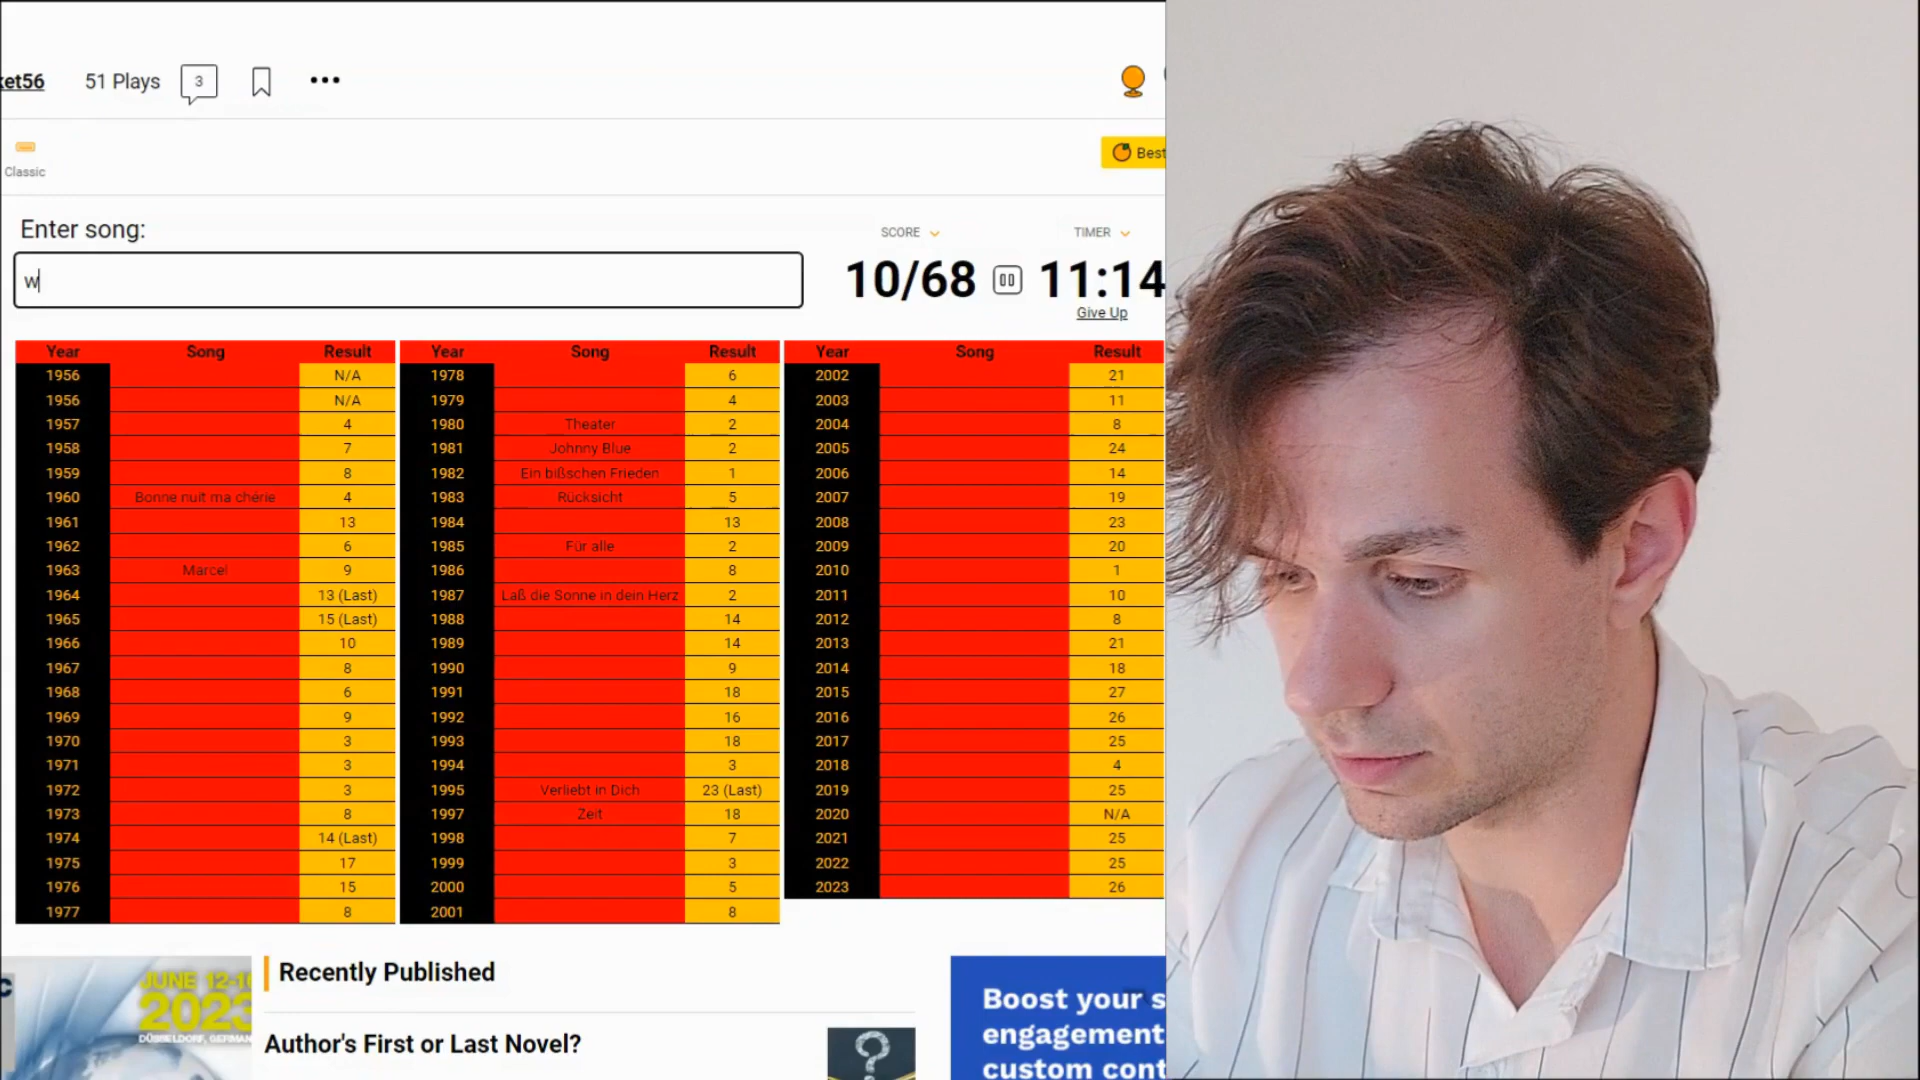 ket56 51 Plays 3
Classic
Best
Enter song:
SCORE TIMER
w
10/68 11:14
Give Up
Year Song Result Year Song Result Year Song Result
1956 N/A 1978 6 2002 21
1956 N/A 1979 4 2003 11
1957 4 1980 Theater 2 2004 8
1958 7 1981 Johnny Blue 2 2005 24
1959 8 1982 Ein bißschen Frieden 1 2006 14
1960 Bonne nuit ma chérie 4 1983 Rücksicht 5 2007 19
1961 13 1984 13 2008 23
1962 6 1985 Für alle 2 2009 20
1963 Marcel 9 1986 8 2010 1
1964 13 (Last) 1987 Laß die Sonne in dein Herz 2 2011 10
1965 15 (Last) 1988 14 2012 8
1966 10 1989 14 2013 21
1967 8 1990 9 2014 18
1968 6 1991 18 2015 27
1969 9 1992 16 2016 26
1970 3 1993 18 2017 25
1971 3 1994 3 2018 4
1972 3 1995 Verliebt in Dich 23 (Last) 2019 25
1973 8 1997 Zeit 18 2020 N/A
1974 14 (Last) 1998 7 2021 25
1975 17 1999 3 2022 25
1976 15 2000 5 2023 26
1977 8 2001 8
JUNE 12-1
2023
DÜSSELDORF, GERMAN
Recently Published
Author's First or Last Novel?
Boost your s
engagement
custom cont